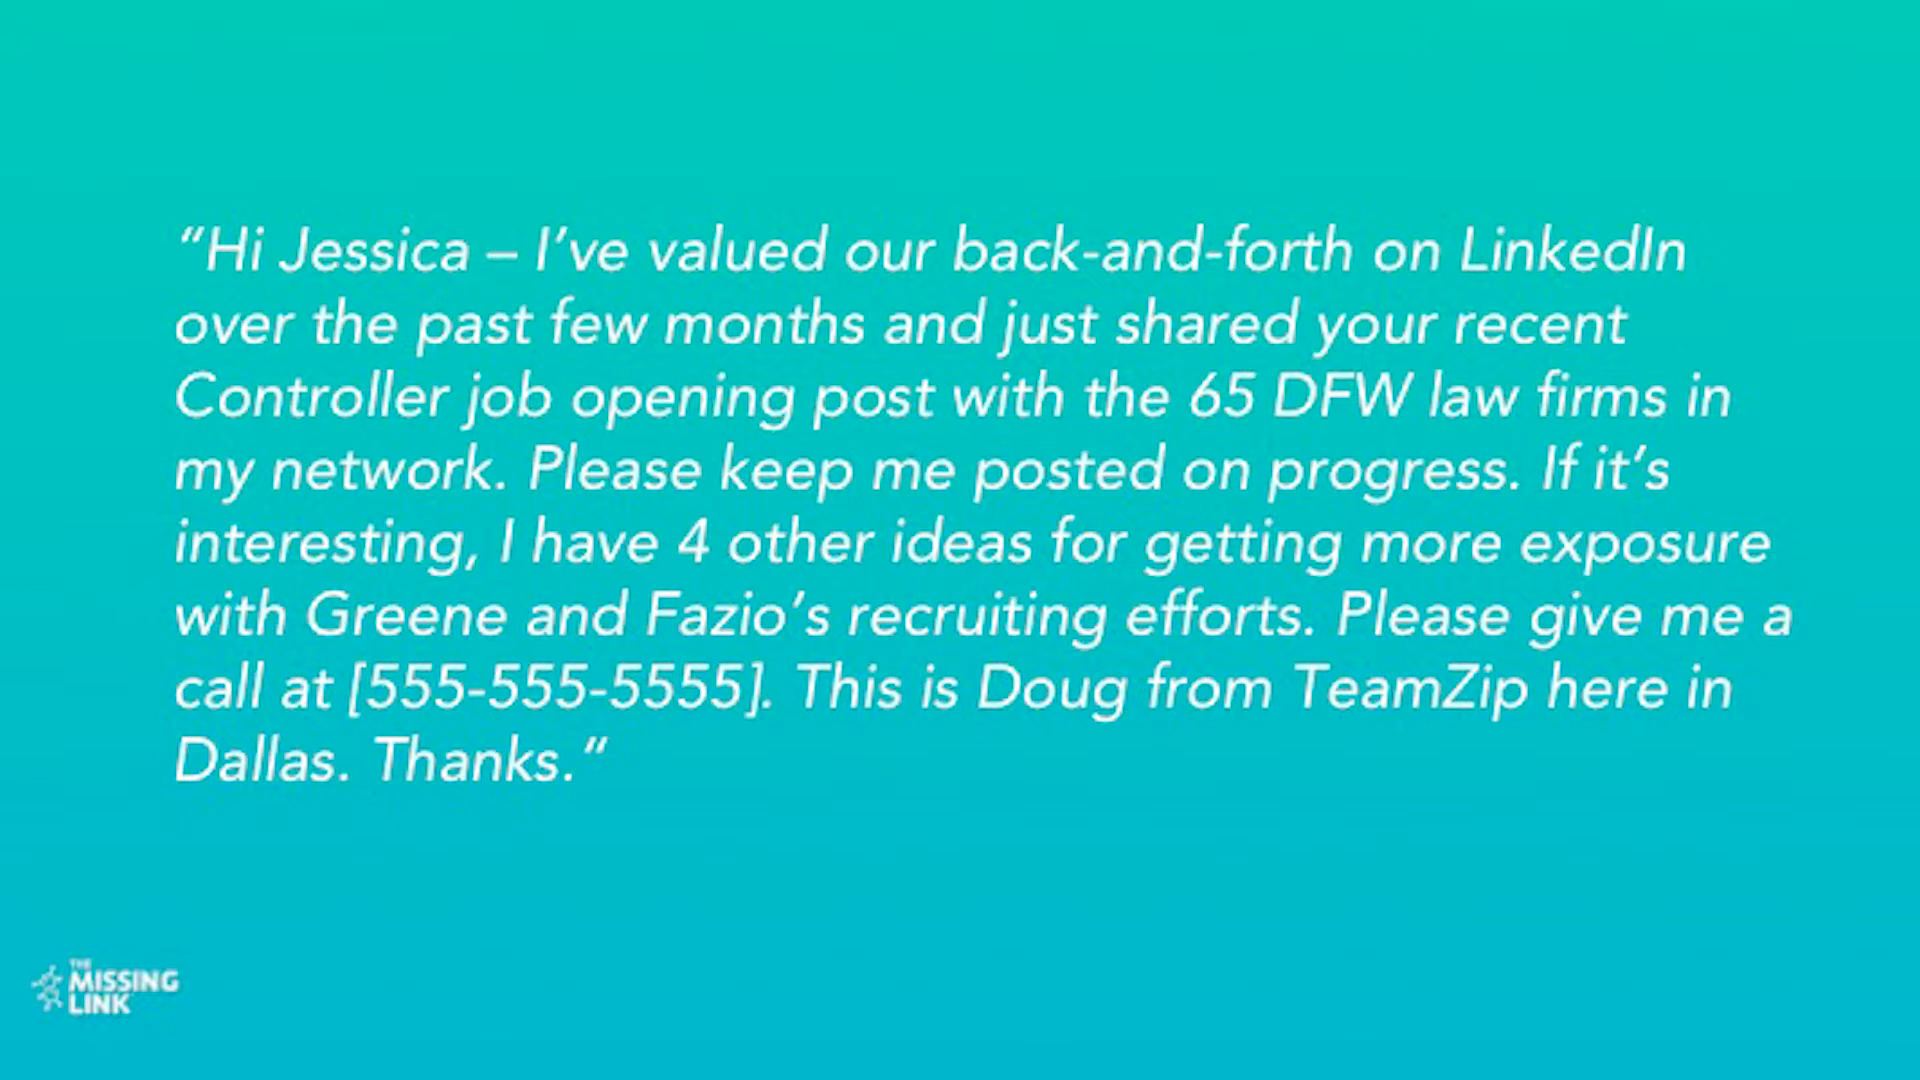 “Hi Jessica – I’ve valued our back-and-forth on LinkedIn
over the past few months and just shared your recent
Controller job opening post with the 65 DFW law firms in
my network. Please keep me posted on progress. If it’s
interesting, I have 4 other ideas for getting more exposure
with Greene and Fazio’s recruiting efforts. Please give me a
call at [555-555-5555]. This is Doug from TeamZip here in
Dallas. Thanks.”
THE
MISSING
LINK